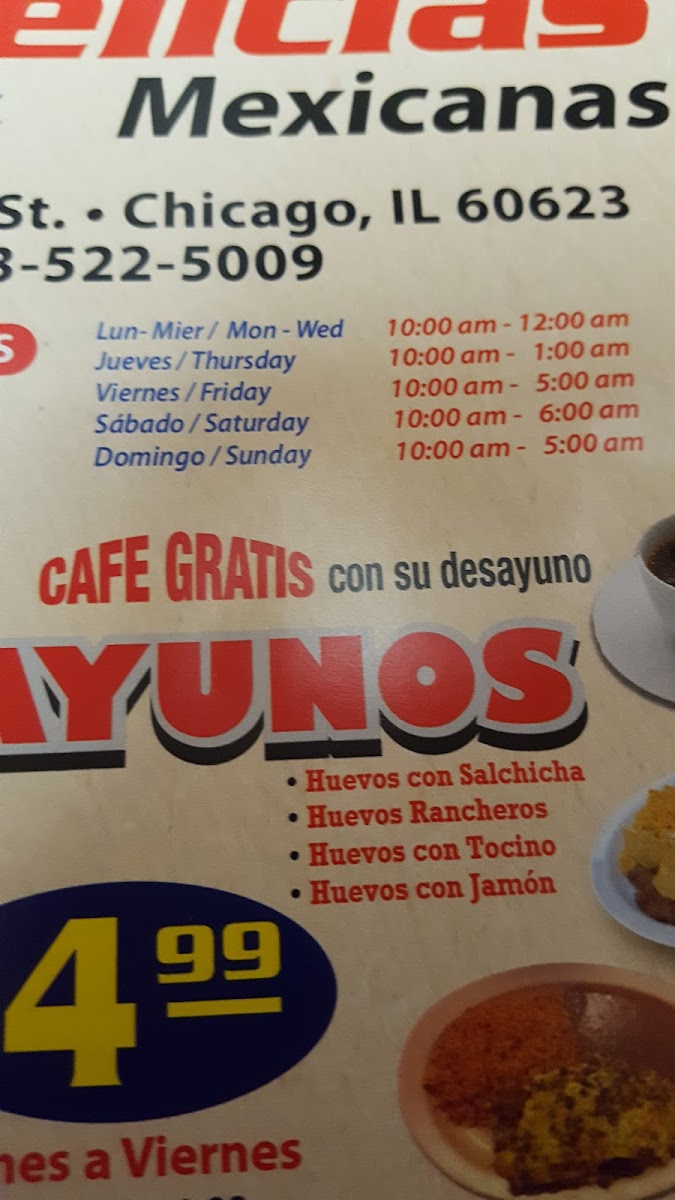 elicias
Mexicanas
St. • Chicago, IL 60623
3-522-5009
S
Lun- Mier / Mon - Wed 10:00 am - 12:00 am
Jueves / Thursday 10:00 am - 1:00 am
Viernes / Friday 10:00 am - 5:00 am
Sábado / Saturday 10:00 am - 6:00 am
Domingo / Sunday 10:00 am - 5:00 am
CAFE GRATIS con su desayuno
AYUNOS
• Huevos con Salchicha
• Huevos Rancheros
• Huevos con Tocino
• Huevos con Jamón
4.99
nes a Viernes